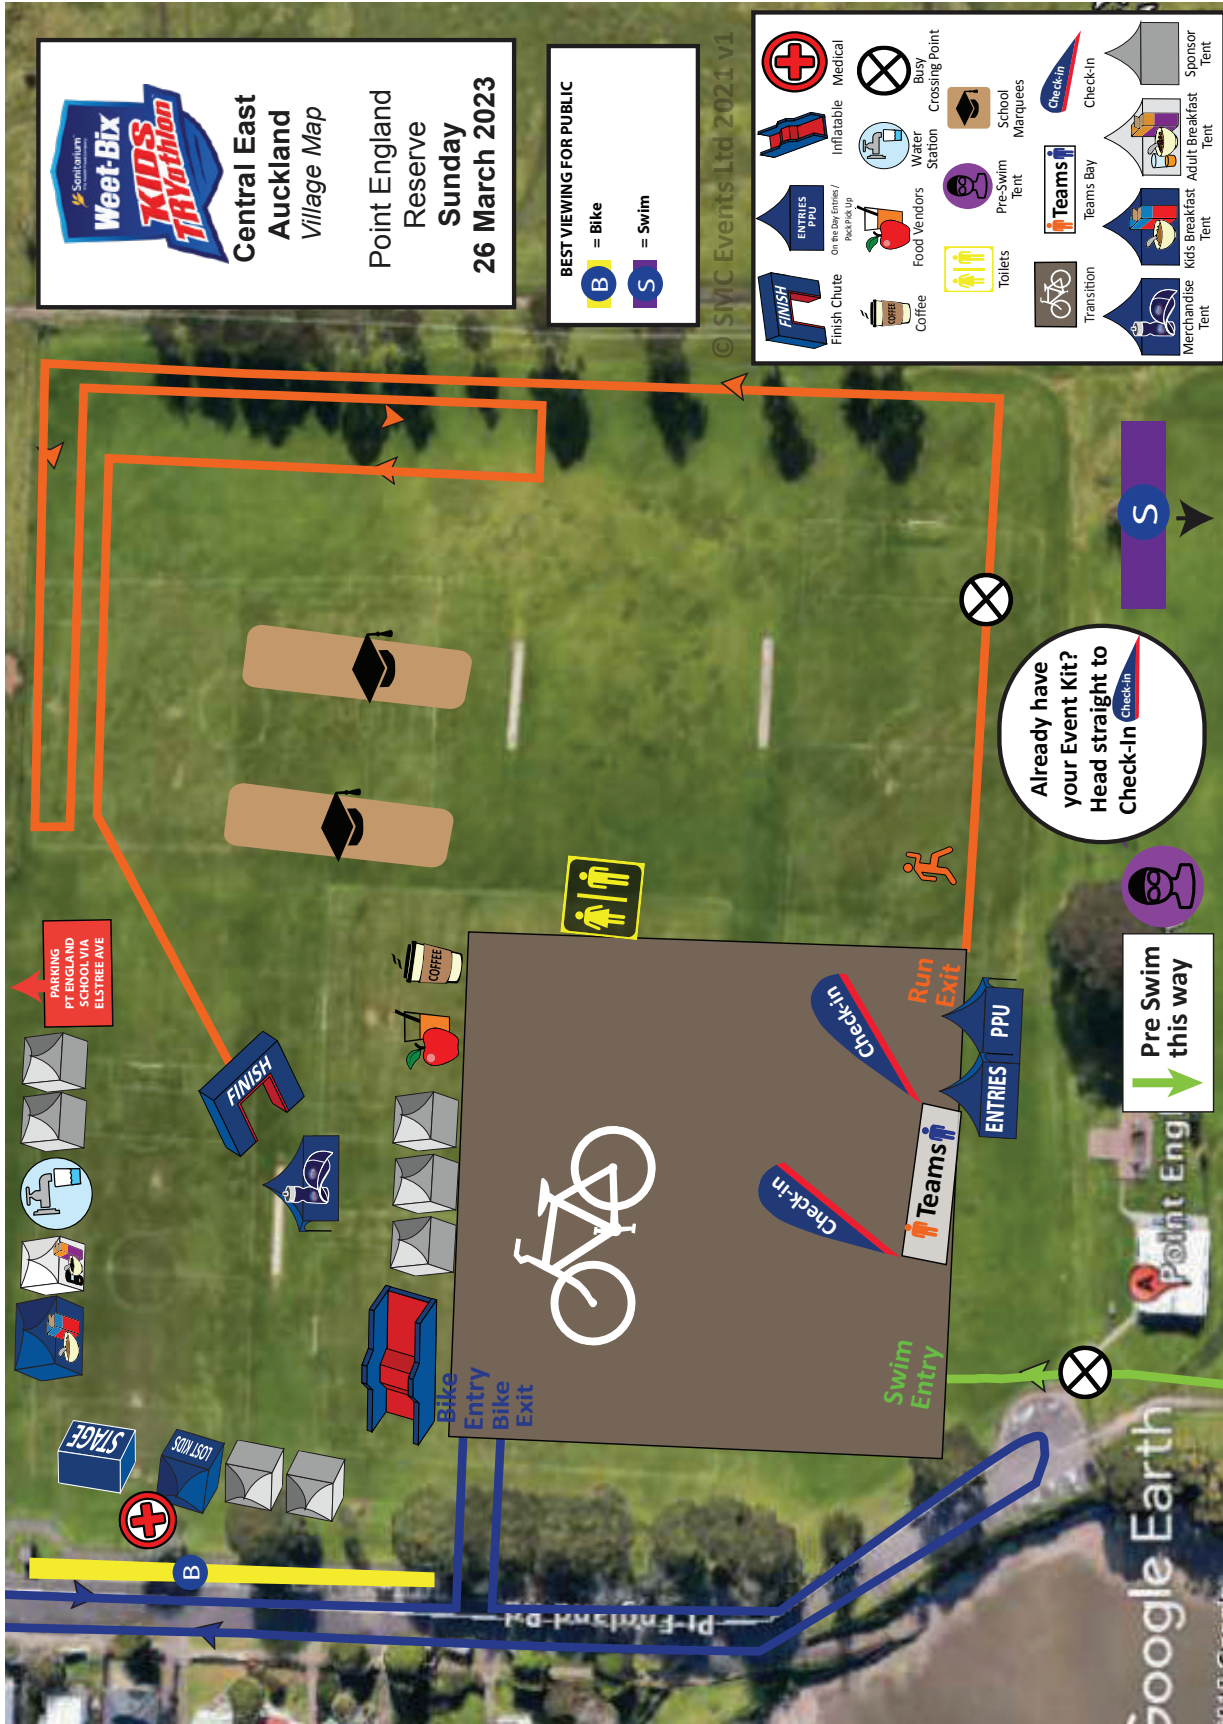 Sanitarium
Weet-Bix
KIDS
TRYathlon
Central East
Auckland
Village Map
Point England
Reserve
Sunday
26 March 2023
BEST VIEWING FOR PUBLIC
B = Bike
S = Swim
© SMC Events Ltd 2021 v1
FINISH
Finish Chute
ENTRIES
PPU
On the Day Entries /
Pack Pick Up
Inflatable
Medical
COFFEE
Coffee
Food Vendors
Water
Station
Busy
Crossing Point
Toilets
Pre-Swim
Tent
School
Marquees
Transition
Teams
Teams Bay
Check-in
Check-In
Merchandise
Tent
Kids Breakfast
Tent
Adult Breakfast
Tent
Sponsor
Tent
PARKING
PT ENGLAND
SCHOOL VIA
ELSTREE AVE
FINISH
STAGE
LOST KIDS
B
COFFEE
Bike
Entry
Bike
Exit
Pt England Rd
Check-in
Check-in
Run
Exit
Teams
ENTRIES
PPU
Swim
Entry
Already have
your Event Kit?
Head straight to
Check-In Check-in
S
Pre Swim
this way
A
Point Eng
Google Earth